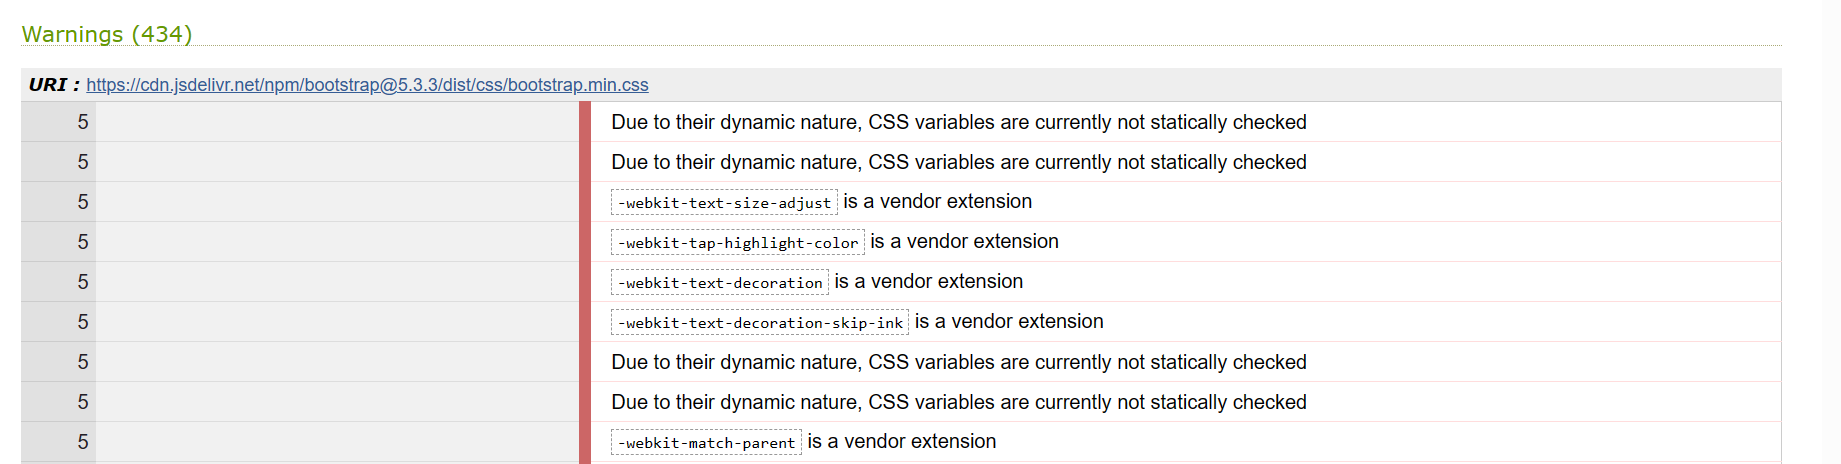 Warnings (434)
URI : https://cdn.jsdelivr.net/npm/bootstrap@5.3.3/dist/css/bootstrap.min.css
5 Due to their dynamic nature, CSS variables are currently not statically checked
5 Due to their dynamic nature, CSS variables are currently not statically checked
5 -webkit-text-size-adjust is a vendor extension
5 -webkit-tap-highlight-color is a vendor extension
5 -webkit-text-decoration is a vendor extension
5 -webkit-text-decoration-skip-ink is a vendor extension
5 Due to their dynamic nature, CSS variables are currently not statically checked
5 Due to their dynamic nature, CSS variables are currently not statically checked
5 -webkit-match-parent is a vendor extension